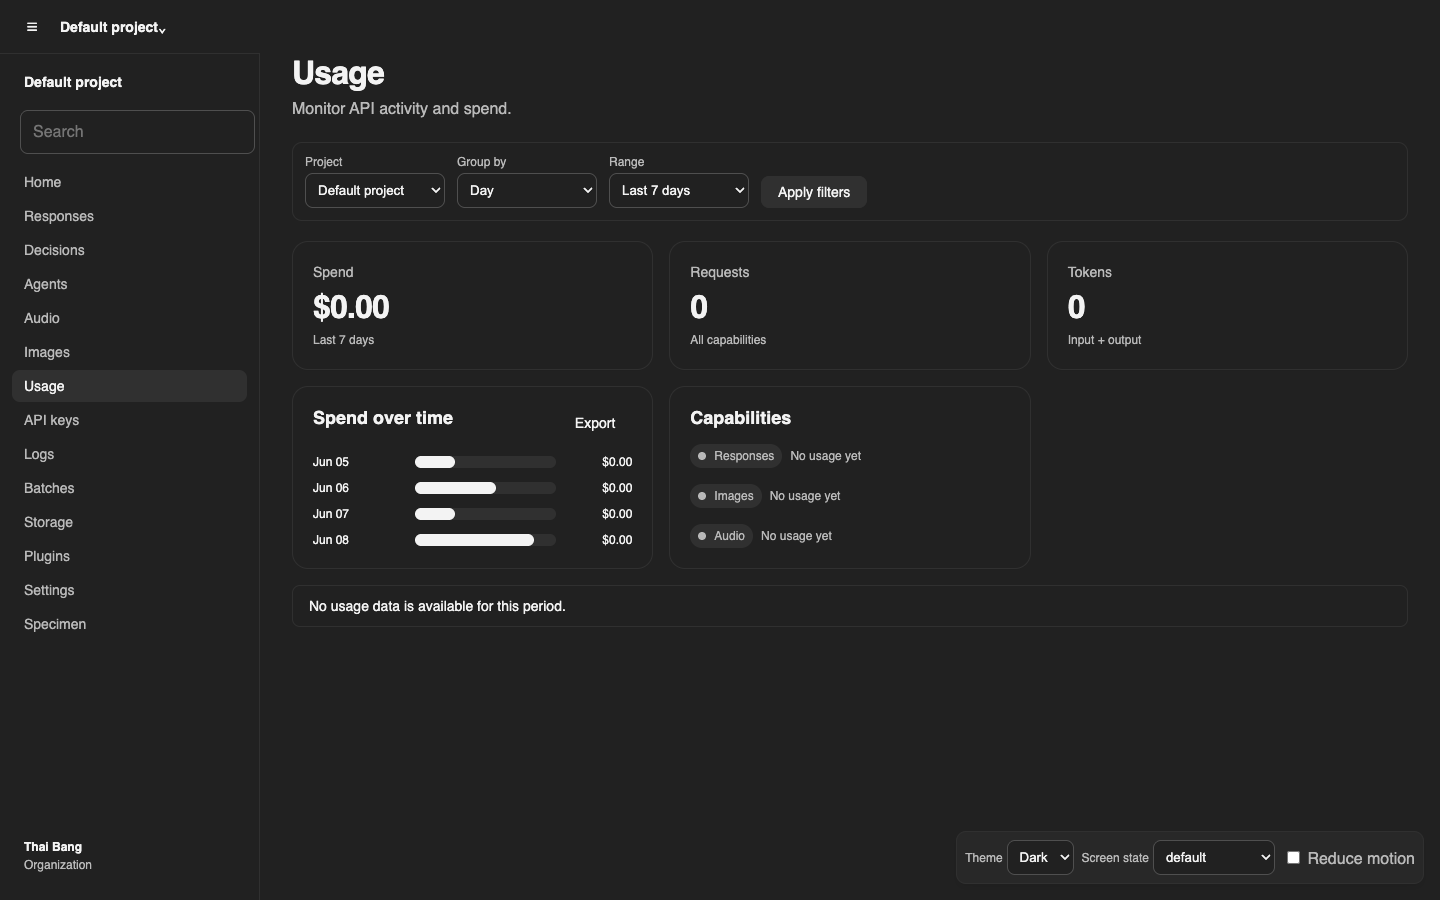 ≡ Default project⌄
Default project
Search
Home
Responses
Decisions
Agents
Audio
Images
Usage
API keys
Logs
Batches
Storage
Plugins
Settings
Specimen
Thai Bang
Organization
Usage
Monitor API activity and spend.
Project Group by Range
Default project Day Last 7 days Apply filters
Spend
$0.00
Last 7 days
Requests
0
All capabilities
Tokens
0
Input + output
Spend over time Export
Jun 05 $0.00
Jun 06 $0.00
Jun 07 $0.00
Jun 08 $0.00
Capabilities
Responses No usage yet
Images No usage yet
Audio No usage yet
No usage data is available for this period.
Theme Dark Screen state default Reduce motion